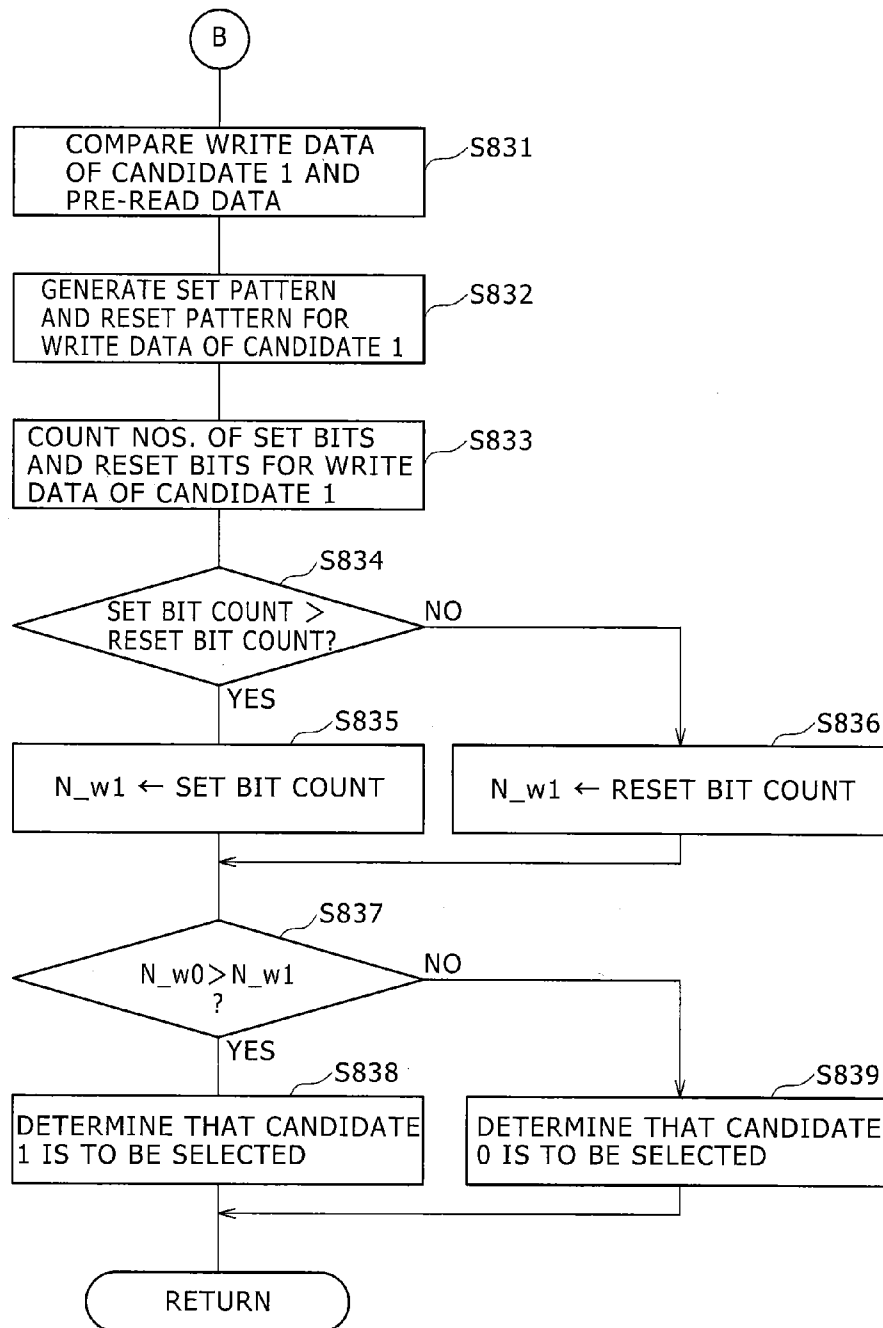 B
COMPARE WRITE DATA
OF CANDIDATE 1 AND
PRE-READ DATA
S831
GENERATE SET PATTERN
AND RESET PATTERN FOR
WRITE DATA OF CANDIDATE 1
S832
COUNT NOS. OF SET BITS
AND RESET BITS FOR WRITE
DATA OF CANDIDATE 1
S833
S834
SET BIT COUNT >
RESET BIT COUNT?
NO
YES
S835
N_w1 ← SET BIT COUNT
S836
N_w1 ← RESET BIT COUNT
S837
N_w0>N_w1
?
NO
YES
S838
DETERMINE THAT CANDIDATE
1 IS TO BE SELECTED
S839
DETERMINE THAT CANDIDATE
0 IS TO BE SELECTED
RETURN